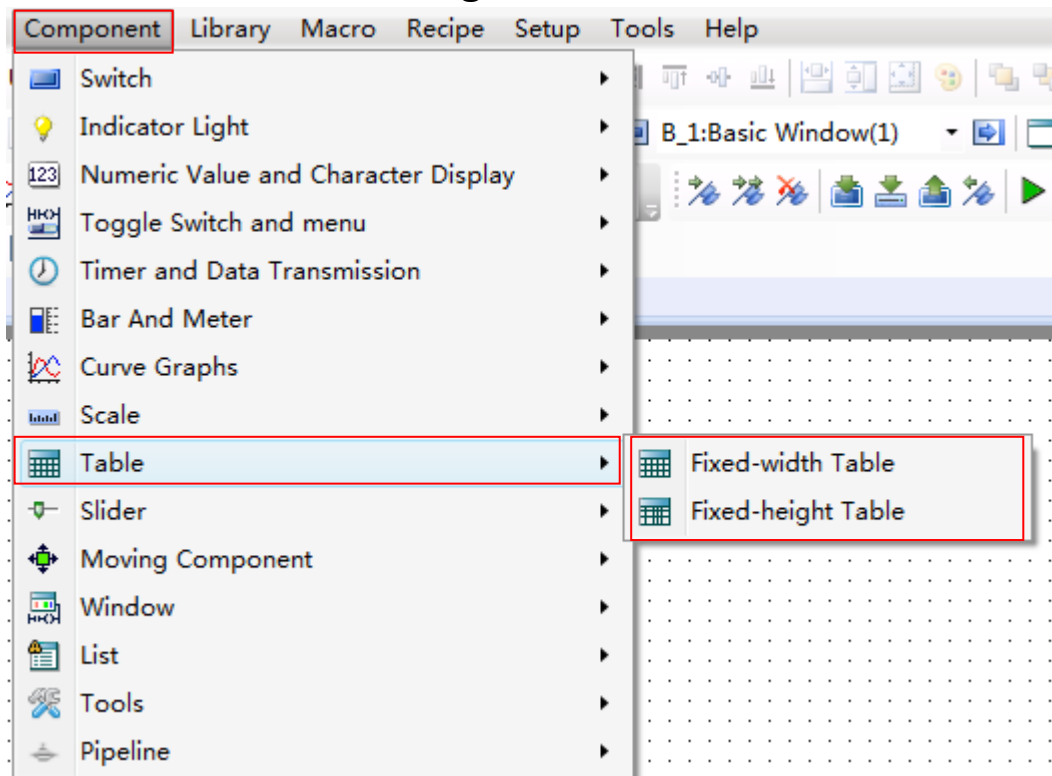 Component Library Macro Recipe Setup Tools Help
Switch
Indicator Light
B_1:Basic Window(1)
123 Numeric Value and Character Display
Toggle Switch and menu
Timer and Data Transmission
Bar And Meter
Curve Graphs
Scale
Table
Fixed-width Table
Slider
Fixed-height Table
Moving Component
Window
List
Tools
Pipeline